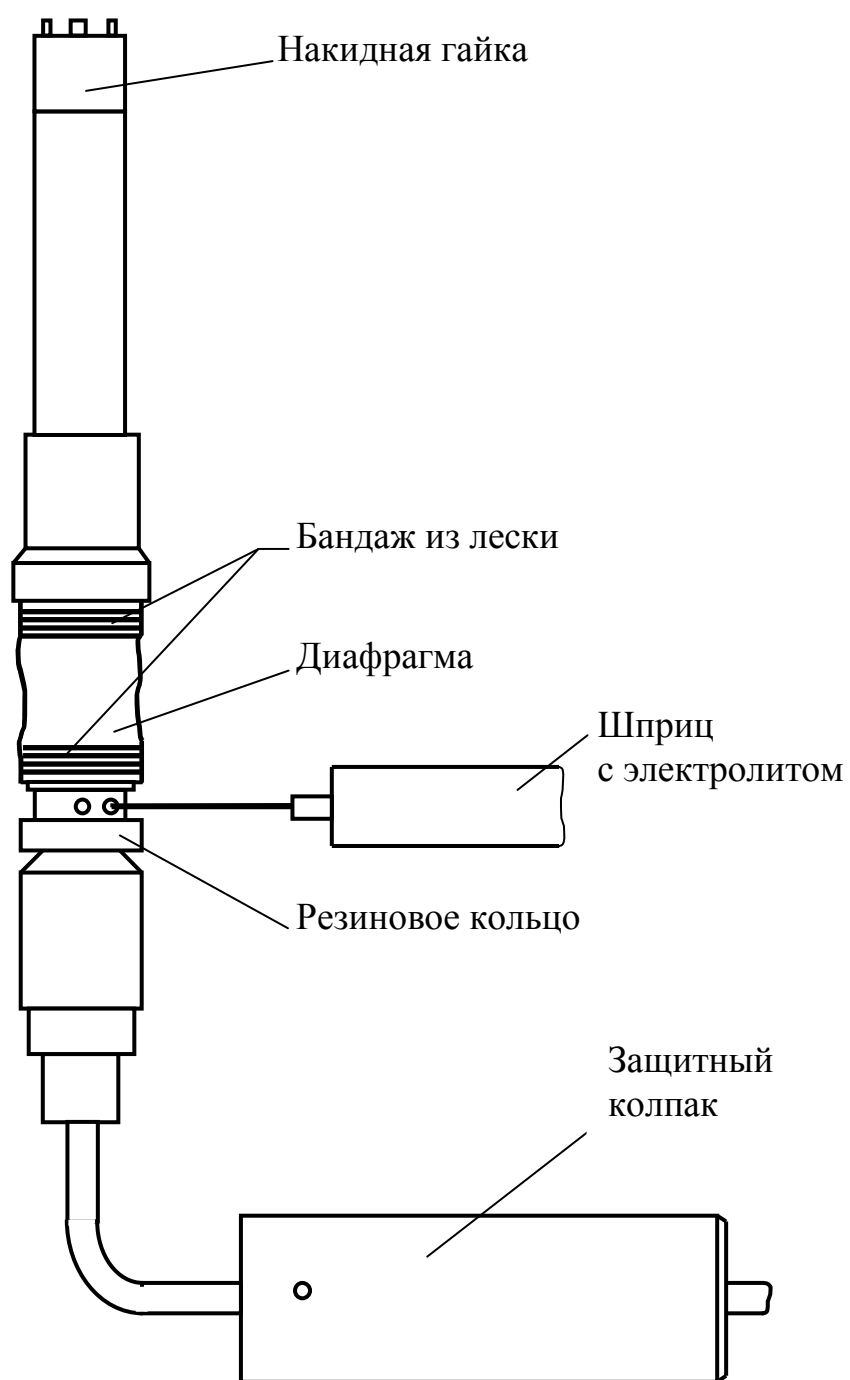 Накидная гайка
Бандаж из лески
Диафрагма
Шприц
с электролитом
Резиновое кольцо
Защитный
колпак